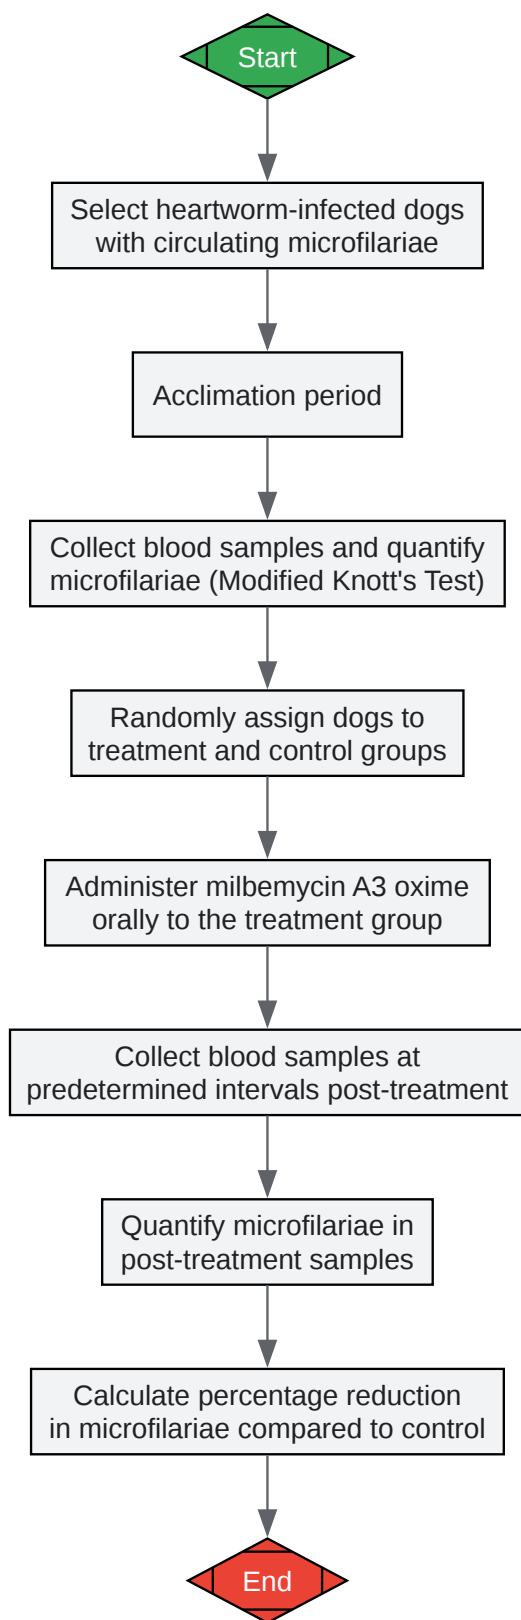 Start
Select heartworm-infected dogs
with circulating microfilariae
Acclimation period
Collect blood samples and quantify
microfilariae (Modified Knott's Test)
Randomly assign dogs to
treatment and control groups
Administer milbemycin A3 oxime
orally to the treatment group
Collect blood samples at
predetermined intervals post-treatment
Quantify microfilariae in
post-treatment samples
Calculate percentage reduction
in microfilariae compared to control
End